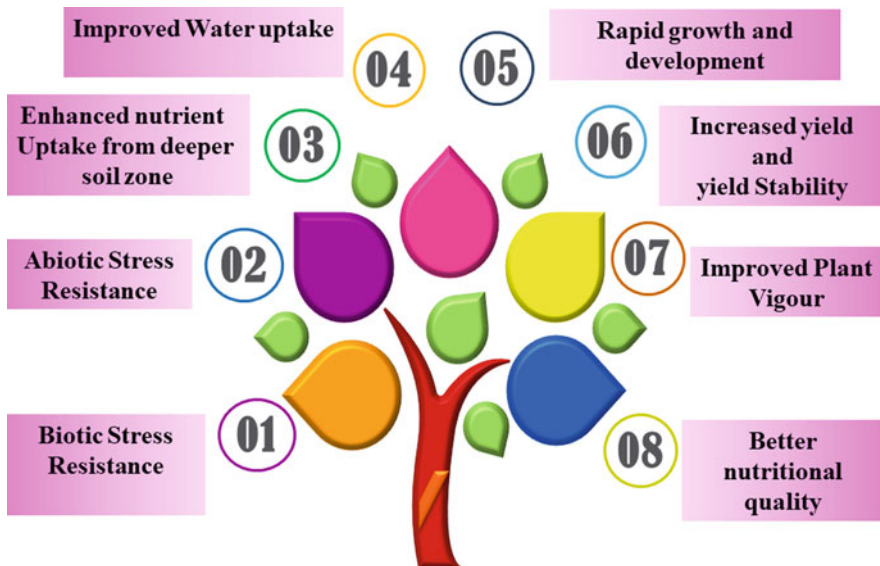 01
Biotic Stress
Resistance
02
Abiotic Stress
Resistance
03
Enhanced nutrient
Uptake from deeper
soil zone
04
Improved Water uptake
05
Rapid growth and
development
06
Increased yield
and
yield Stability
07
Improved Plant
Vigour
08
Better
nutritional
quality